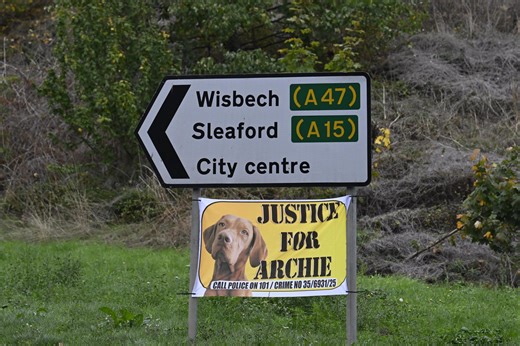 Wisbech (A47)
Sleaford (A15)
City centre
JUSTICE
FOR
ARCHIE
CALL POLICE ON 101 / CRIME NO 35/6931/25